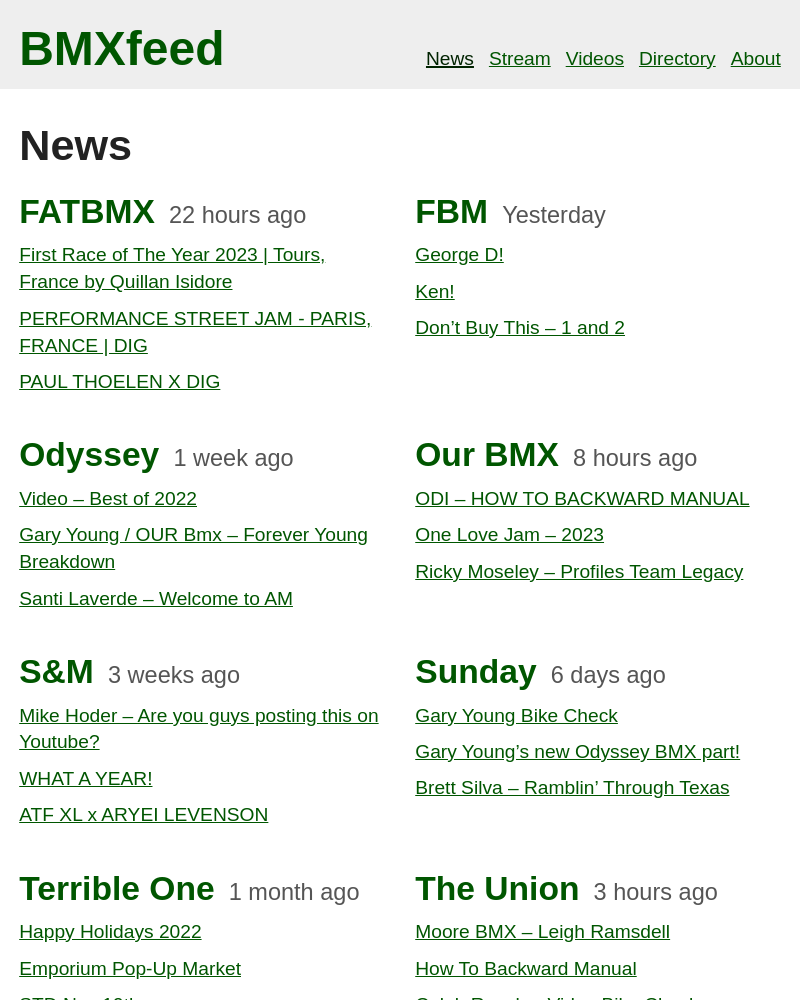 BMXfeed
News Stream Videos Directory About
News
FATBMX 22 hours ago
First Race of The Year 2023 | Tours,
France by Quillan Isidore
PERFORMANCE STREET JAM - PARIS,
FRANCE | DIG
PAUL THOELEN X DIG
FBM Yesterday
George D!
Ken!
Don’t Buy This – 1 and 2
Odyssey 1 week ago
Video – Best of 2022
Gary Young / OUR Bmx – Forever Young
Breakdown
Santi Laverde – Welcome to AM
Our BMX 8 hours ago
ODI – HOW TO BACKWARD MANUAL
One Love Jam – 2023
Ricky Moseley – Profiles Team Legacy
S&M 3 weeks ago
Mike Hoder – Are you guys posting this on
Youtube?
WHAT A YEAR!
ATF XL x ARYEI LEVENSON
Sunday 6 days ago
Gary Young Bike Check
Gary Young’s new Odyssey BMX part!
Brett Silva – Ramblin’ Through Texas
Terrible One 1 month ago
Happy Holidays 2022
Emporium Pop-Up Market
The Union 3 hours ago
Moore BMX – Leigh Ramsdell
How To Backward Manual